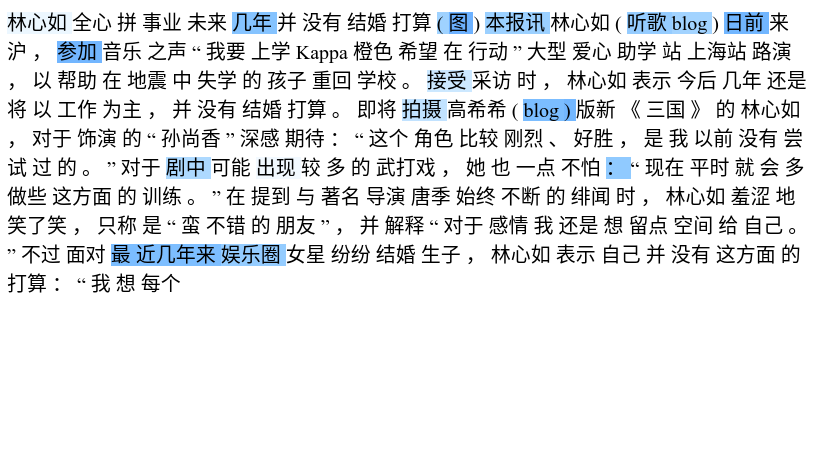 林心如 全心 拼 事业 未来 几年 并 没有 结婚 打算 ( 图 ) 本报讯 林心如 ( 听歌 blog ) 日前 来
沪 ， 参加 音乐 之声 “ 我要 上学 Kappa 橙色 希望 在 行动 ” 大型 爱心 助学 站 上海站 路演
， 以 帮助 在 地震 中 失学 的 孩子 重回 学校 。 接受 采访 时 ， 林心如 表示 今后 几年 还是
将 以 工作 为主 ， 并 没有 结婚 打算 。 即将 拍摄 高希希 ( blog ) 版新 《 三国 》 的 林心如
， 对于 饰演 的 “ 孙尚香 ” 深感 期待 ： “ 这个 角色 比较 刚烈 、 好胜 ， 是 我 以前 没有 尝
试 过 的 。 ” 对于 剧中 可能 出现 较 多 的 武打戏 ， 她 也 一点 不怕 ： “ 现在 平时 就 会 多
做些 这方面 的 训练 。 ” 在 提到 与 著名 导演 唐季 始终 不断 的 绯闻 时 ， 林心如 羞涩 地
笑了笑 ， 只称 是 “ 蛮 不错 的 朋友 ” ， 并 解释 “ 对于 感情 我 还是 想 留点 空间 给 自己 。
” 不过 面对 最 近几年来 娱乐圈 女星 纷纷 结婚 生子 ， 林心如 表示 自己 并 没有 这方面 的
打算 ： “ 我 想 每个